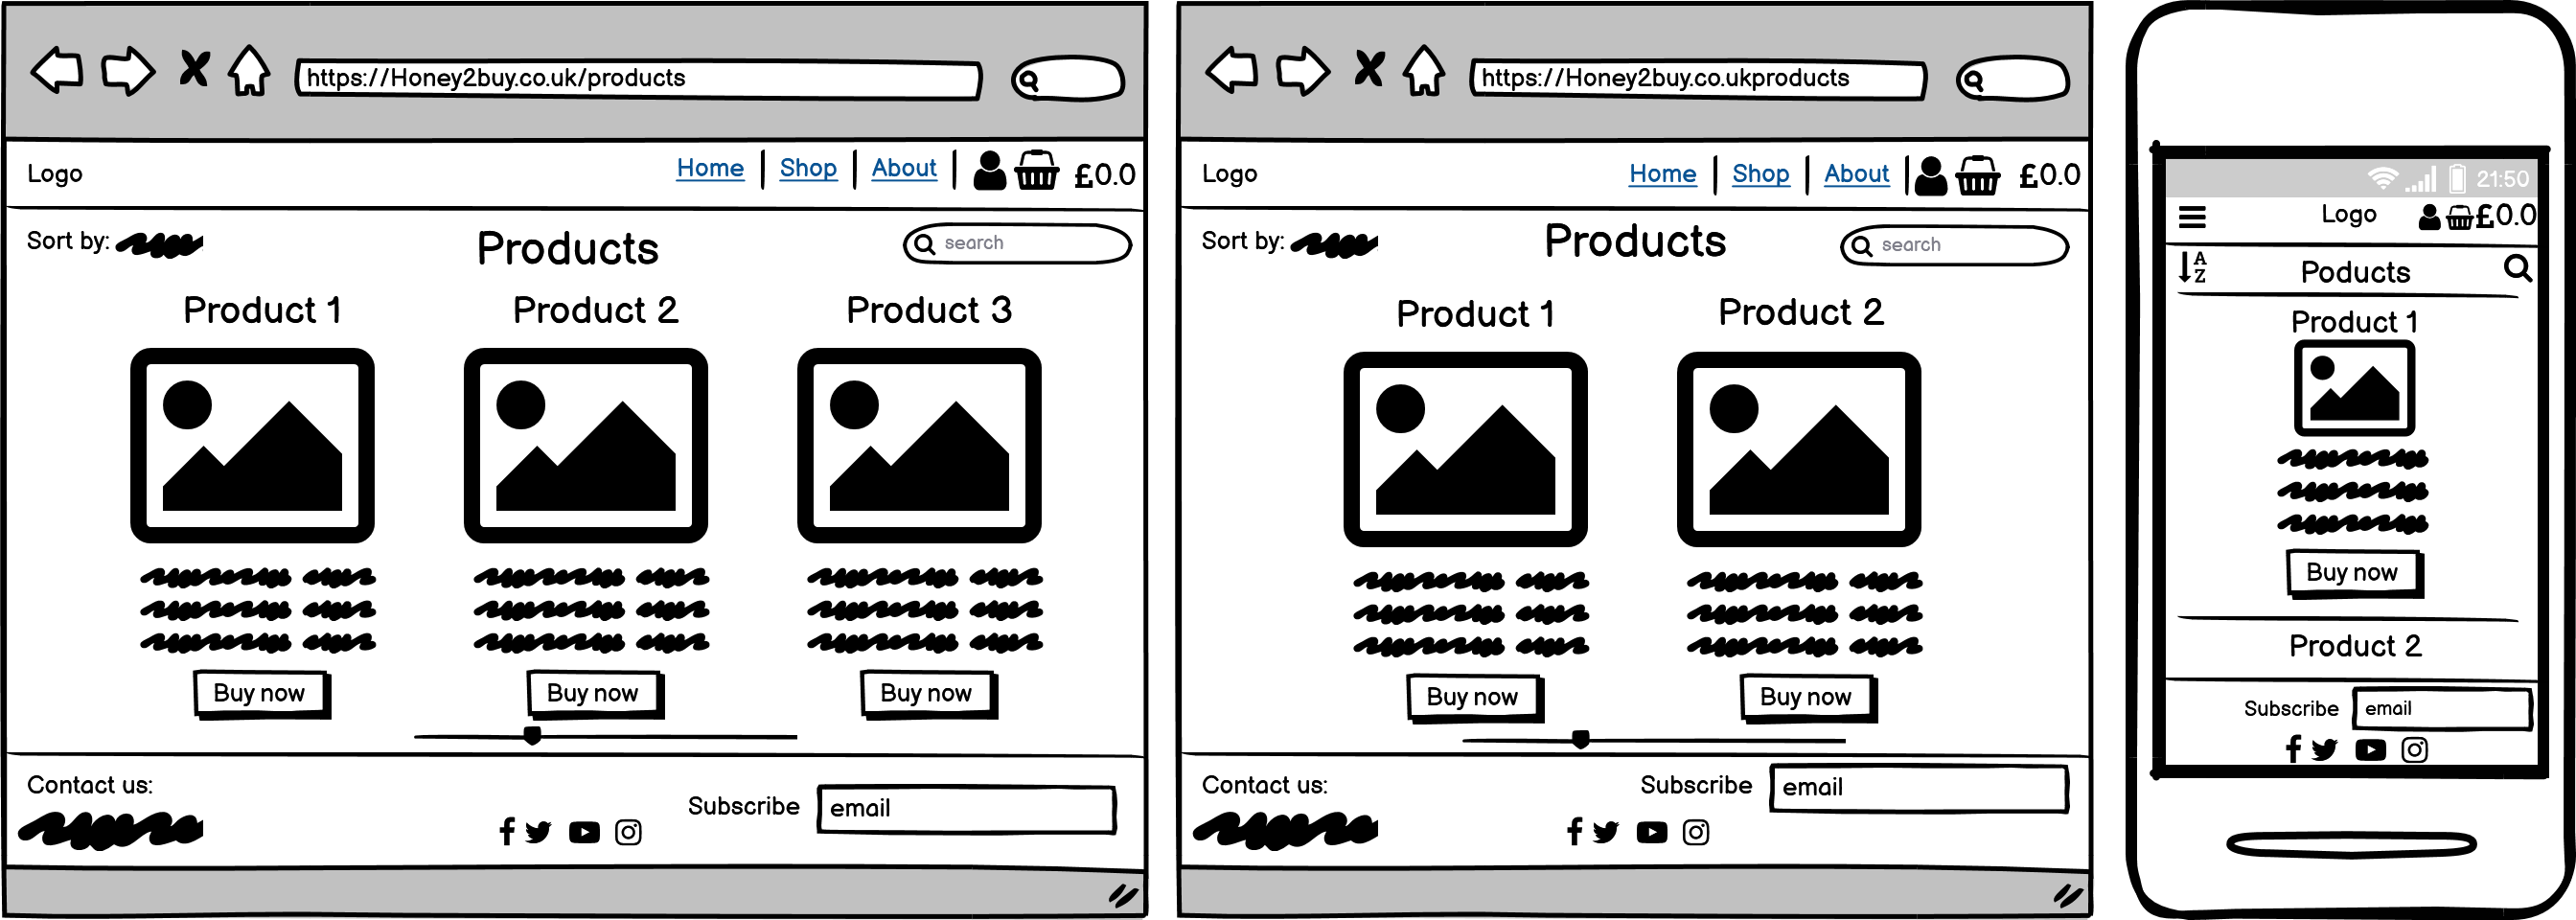 https://Honey2buy.co.uk/products
Logo Home Shop About £0.0
Sort by: Products search
Product 1 Product 2 Product 3
Buy now Buy now Buy now
Contact us:
Subscribe email
https://Honey2buy.co.ukproducts
Logo Home Shop About £0.0
Sort by: Products search
Product 1 Product 2
Buy now Buy now
Contact us: Subscribe email
21:50
Logo £0.0
A
Z
Poducts
Product 1
Buy now
Product 2
Subscribe email